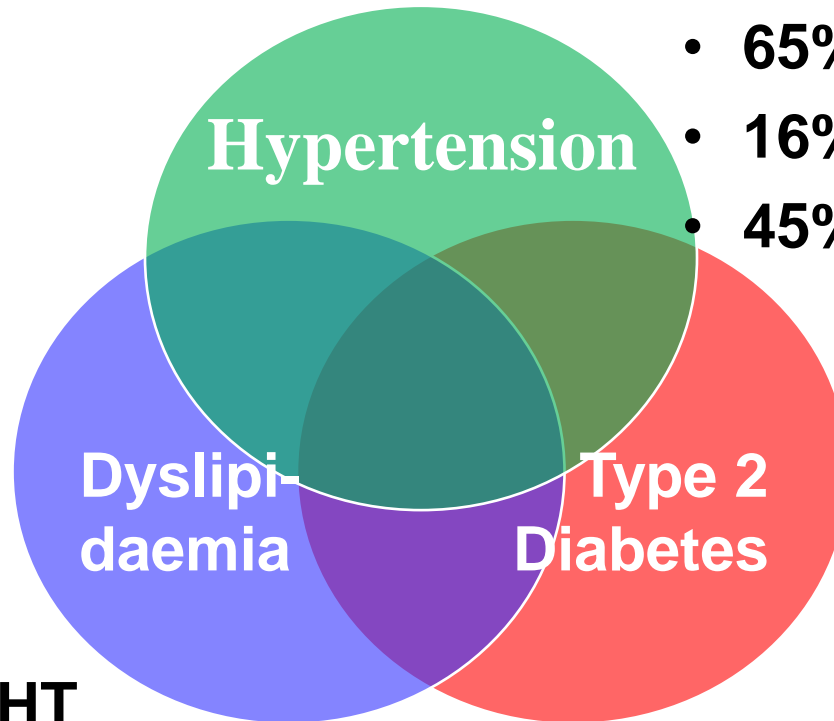 • 65%
Hypertension
• 16%
• 45%
Dyslipi-
daemia
Type 2
Diabetes
HT